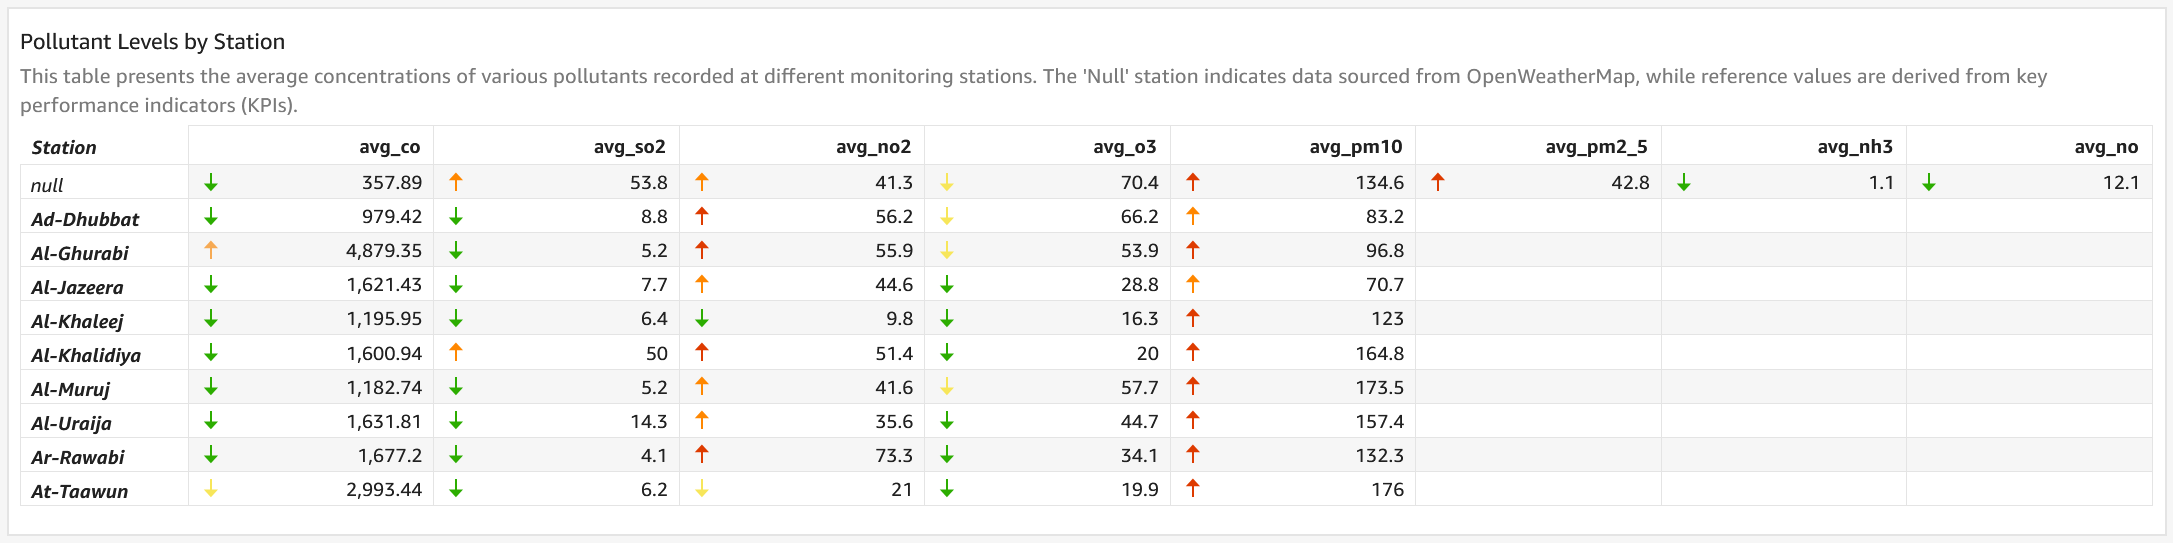 Pollutant Levels by Station
This table presents the average concentrations of various pollutants recorded at different monitoring stations. The 'Null' station indicates data sourced from OpenWeatherMap, while reference values are derived from key
performance indicators (KPIs).
Station avg_co avg_so2 avg_no2 avg_o3 avg_pm10 avg_pm2_5 avg_nh3 avg_no
null ↓ 357.89 ↑ 53.8 ↑ 41.3 ↓ 70.4 ↑ 134.6 ↑ 42.8 ↓ 1.1 ↓ 12.1
Ad-Dhubbat ↓ 979.42 ↓ 8.8 ↑ 56.2 ↓ 66.2 ↑ 83.2
Al-Ghurabi ↑ 4,879.35 ↓ 5.2 ↑ 55.9 ↓ 53.9 ↑ 96.8
Al-Jazeera ↓ 1,621.43 ↓ 7.7 ↑ 44.6 ↓ 28.8 ↑ 70.7
Al-Khaleej ↓ 1,195.95 ↓ 6.4 ↓ 9.8 ↓ 16.3 ↑ 123
Al-Khalidiya ↓ 1,600.94 ↑ 50 ↑ 51.4 ↓ 20 ↑ 164.8
Al-Muruj ↓ 1,182.74 ↓ 5.2 ↑ 41.6 ↓ 57.7 ↑ 173.5
Al-Uraija ↓ 1,631.81 ↓ 14.3 ↑ 35.6 ↓ 44.7 ↑ 157.4
Ar-Rawabi ↓ 1,677.2 ↓ 4.1 ↑ 73.3 ↓ 34.1 ↑ 132.3
At-Taawun ↓ 2,993.44 ↓ 6.2 ↓ 21 ↓ 19.9 ↑ 176